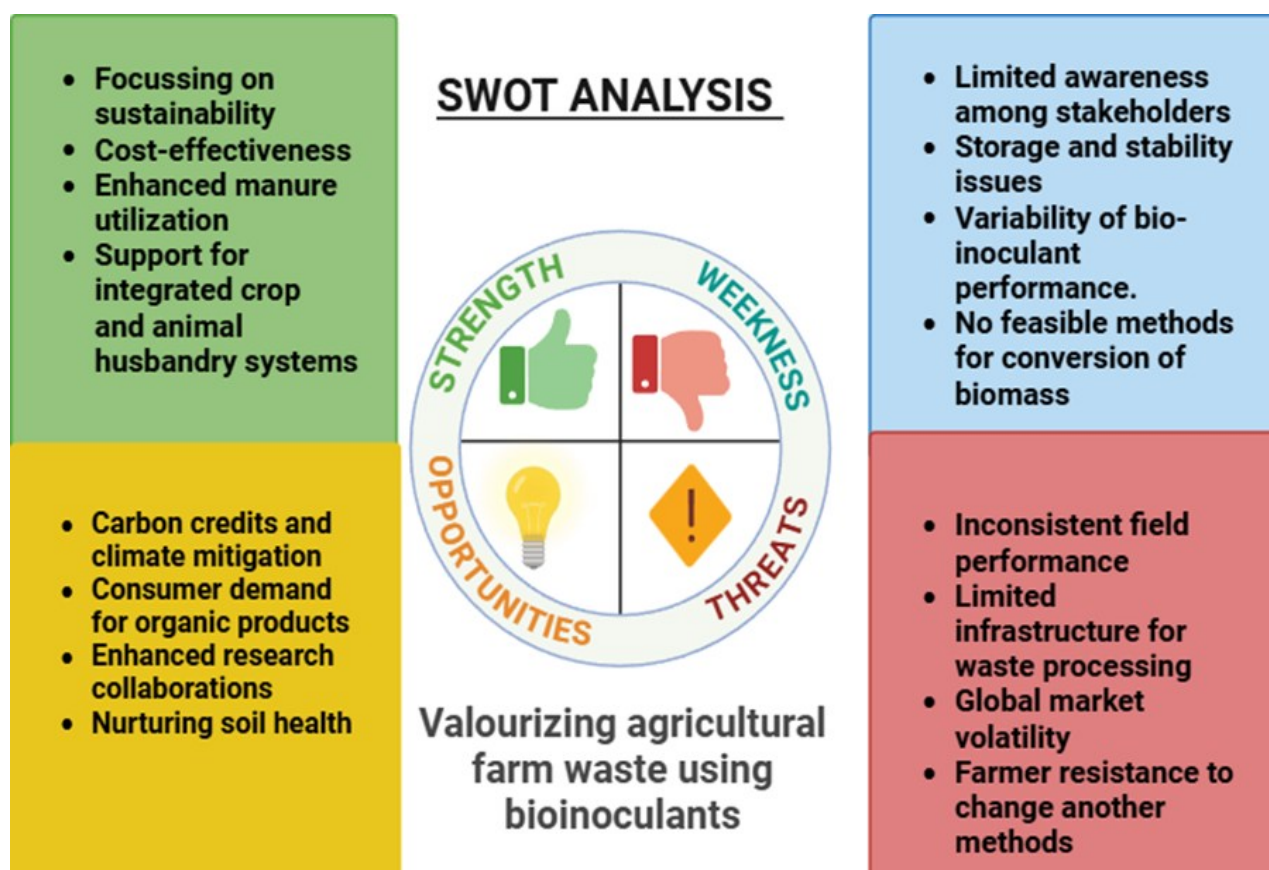 SWOT ANALYSIS
• Focussing on
sustainability
• Cost-effectiveness
• Enhanced manure
utilization
• Support for
integrated crop
and animal
husbandry systems
• Limited awareness
among stakeholders
• Storage and stability
issues
• Variability of bio-
inoculant
performance.
• No feasible methods
for conversion of
biomass
STRENGTH
WEEKNESS
OPPORTUNITIES
THREATS
• Carbon credits and
climate mitigation
• Consumer demand
for organic products
• Enhanced research
collaborations
• Nurturing soil health
• Inconsistent field
performance
• Limited
infrastructure for
waste processing
• Global market
volatility
• Farmer resistance to
change another
methods
Valourizing agricultural
farm waste using
bioinoculants